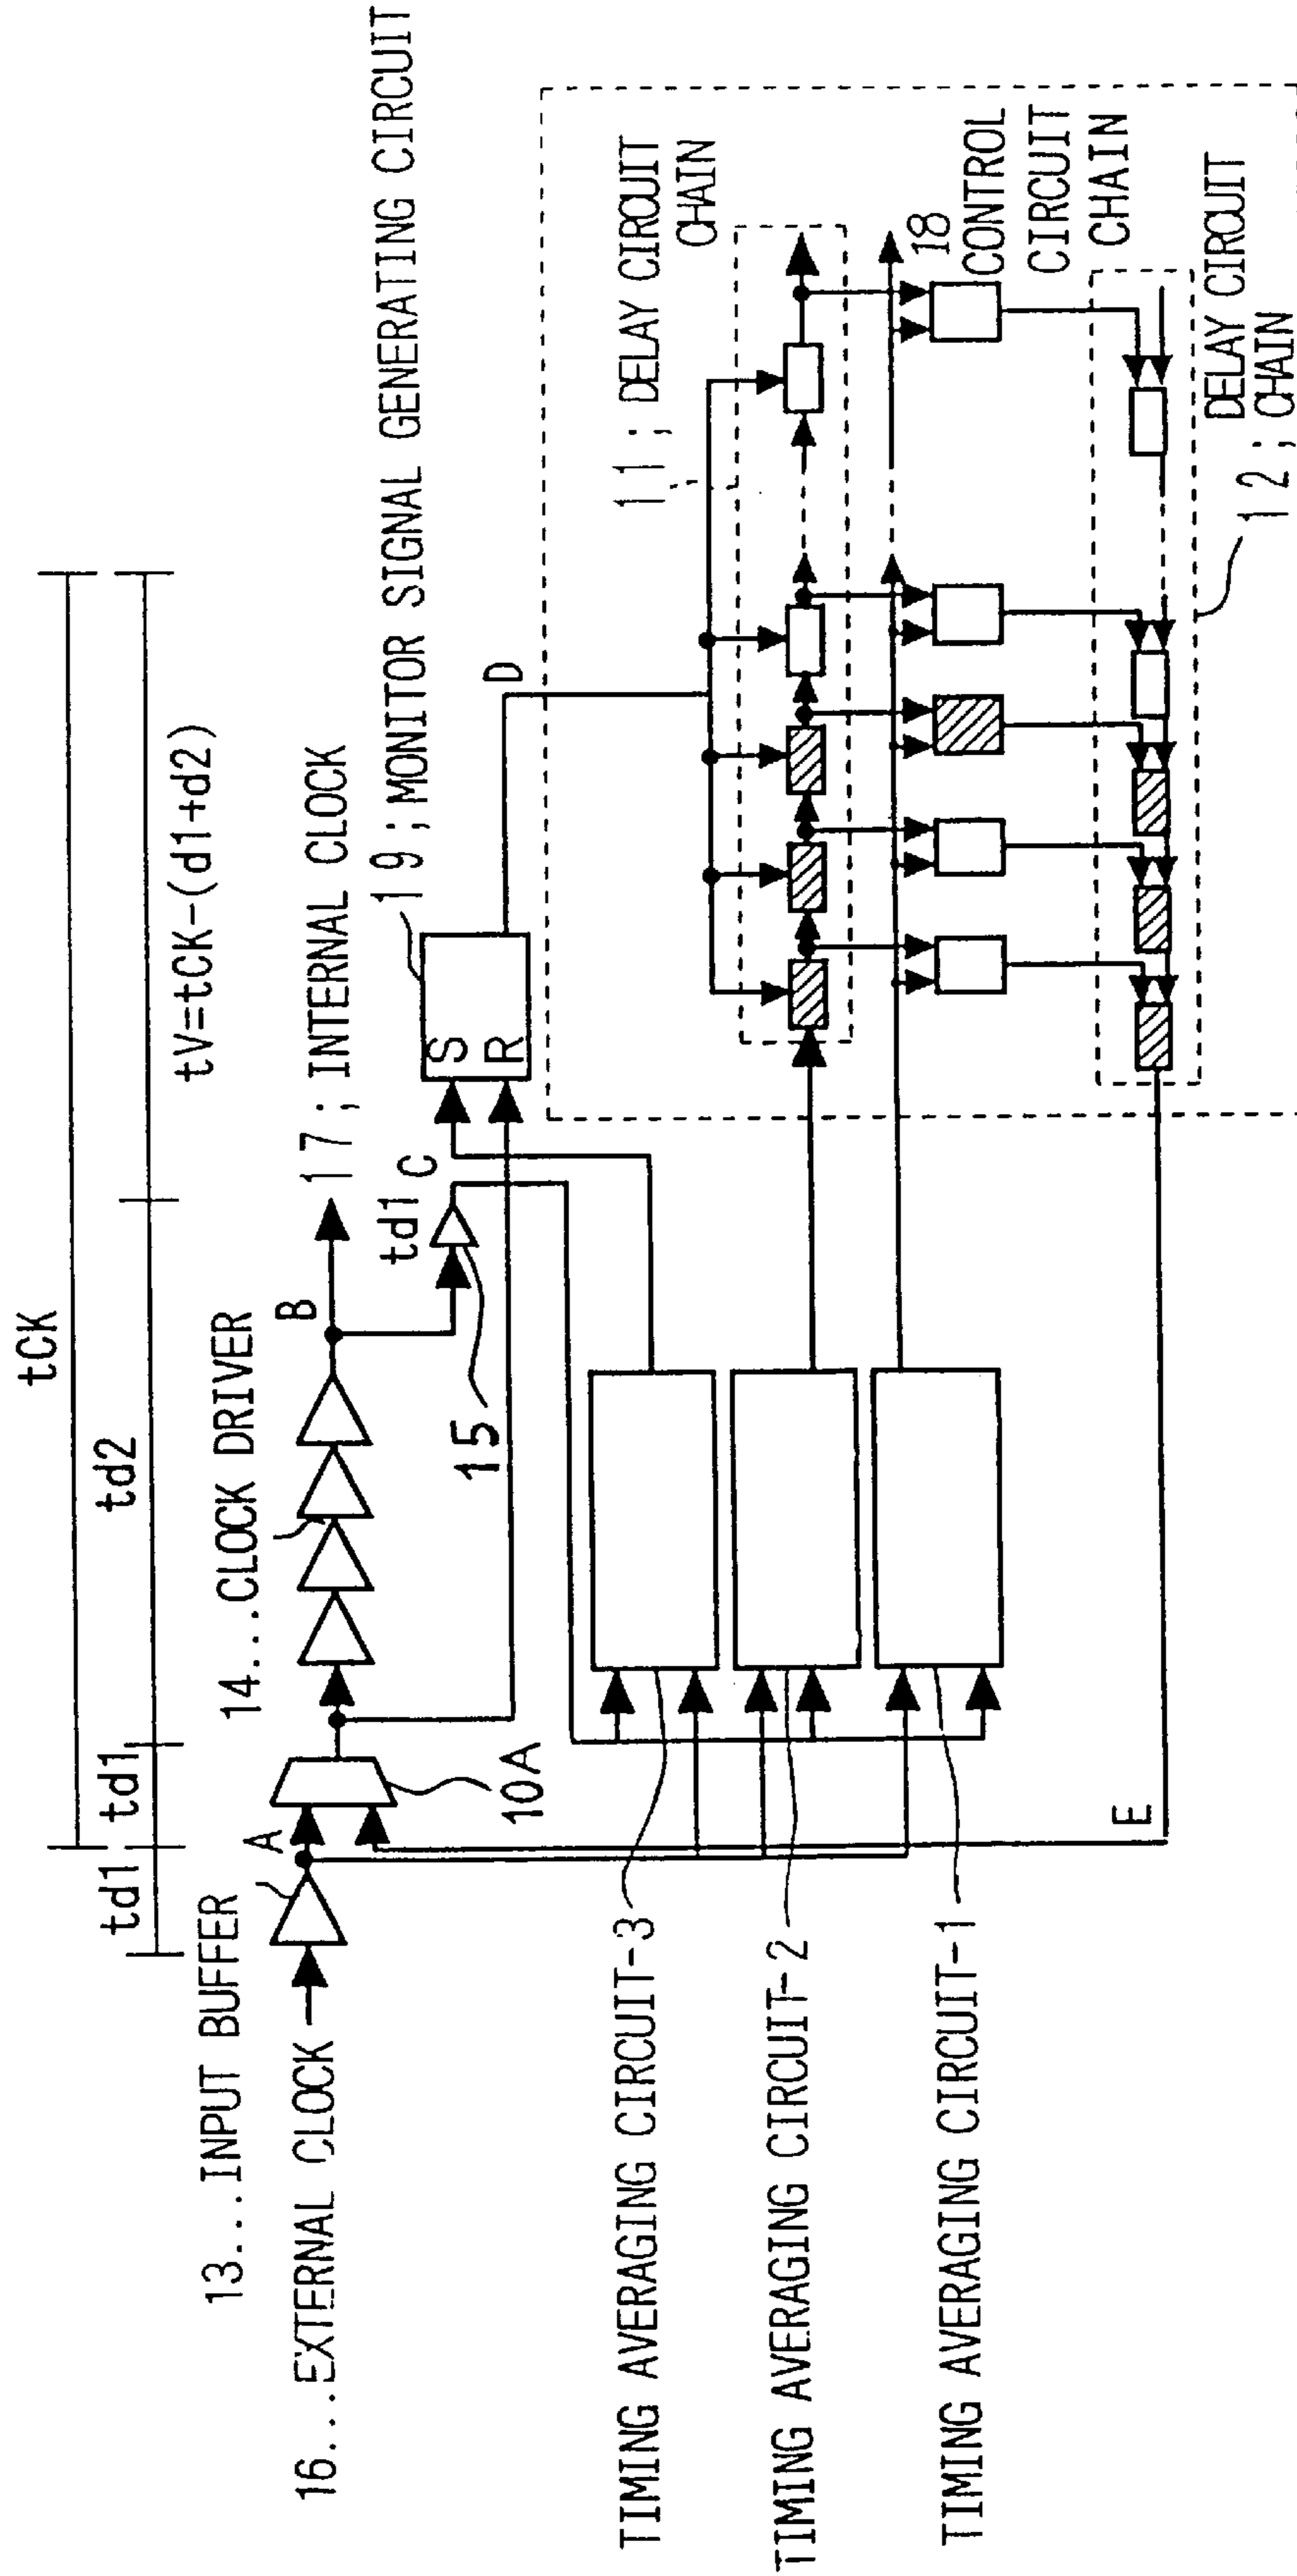 tCK
td1
td1
td2
tV=tCK-(d1+d2)
13...INPUT BUFFER
14...CLOCK DRIVER
17; INTERNAL CLOCK
16...EXTERNAL CLOCK
A
B
10A
td1
C
15
19; MONITOR SIGNAL GENERATING CIRCUIT
S
R
D
TIMING AVERAGING CIRCUIT-3
TIMING AVERAGING CIRCUIT-2
TIMING AVERAGING CIRCUIT-1
E
11; DELAY CIRCUIT
CHAIN
18
CONTROL
CIRCUIT
CHAIN
DELAY CIRCUIT
12; CHAIN